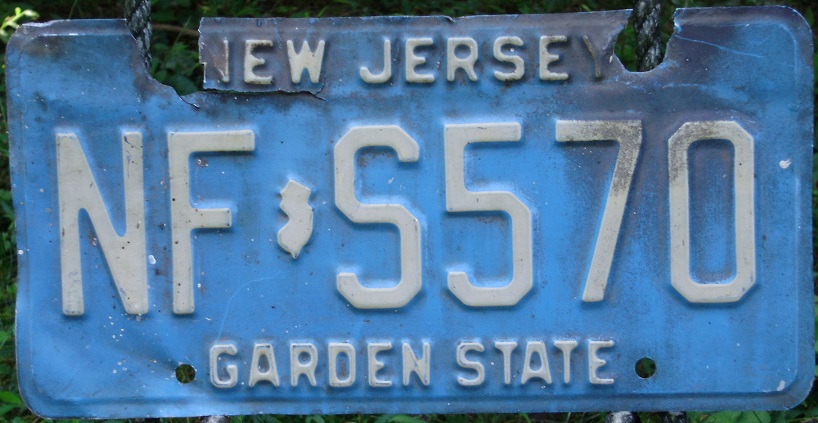 NEW JERSEY
NF S570
GARDEN STATE